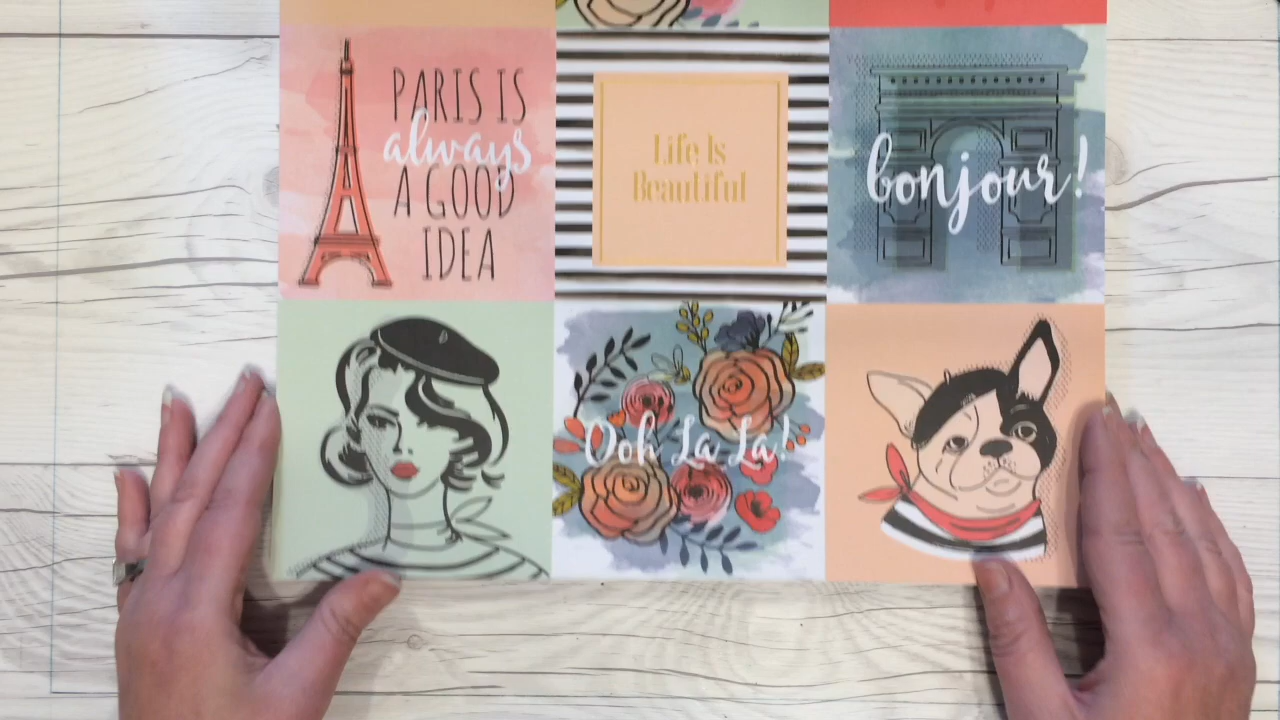 PARIS IS
always
A GOOD
IDEA
Life Is
Beautiful
bonjour!
Ooh La La!